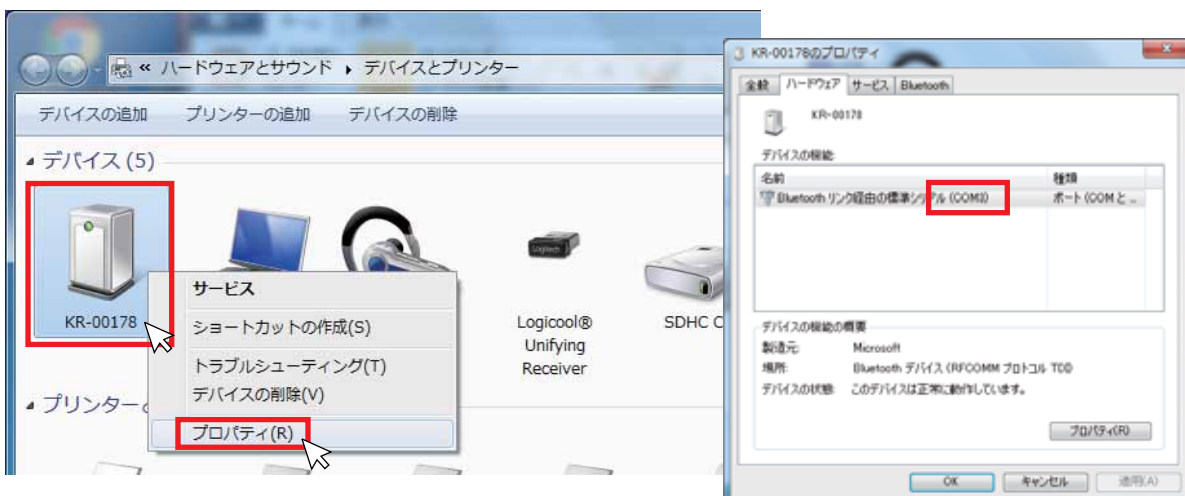 « ハードウェアとサウンド ▸ デバイスとプリンター
デバイスの追加 プリンターの追加 デバイスの削除
デバイス (5)
KR-00178
サービス
ショートカットの作成(S)
トラブルシューティング(T)
デバイスの削除(V)
プロパティ(R)
Logitech
Logicool®
Unifying
Receiver
SDHC C
プリンター
KR-00178のプロパティ
全般 ハードウェア サービス Bluetooth
KR-00178
デバイスの機能:
名前 種類
Bluetooth リンク経由の標準シリアル (COM3) ポート (COM と ...
デバイスの機能の概要
製造元: Microsoft
場所: Bluetooth デバイス (RFCOMM プロトコル TDI)
デバイスの状態: このデバイスは正常に動作しています。
プロパティ(R)
OK キャンセル 適用(A)